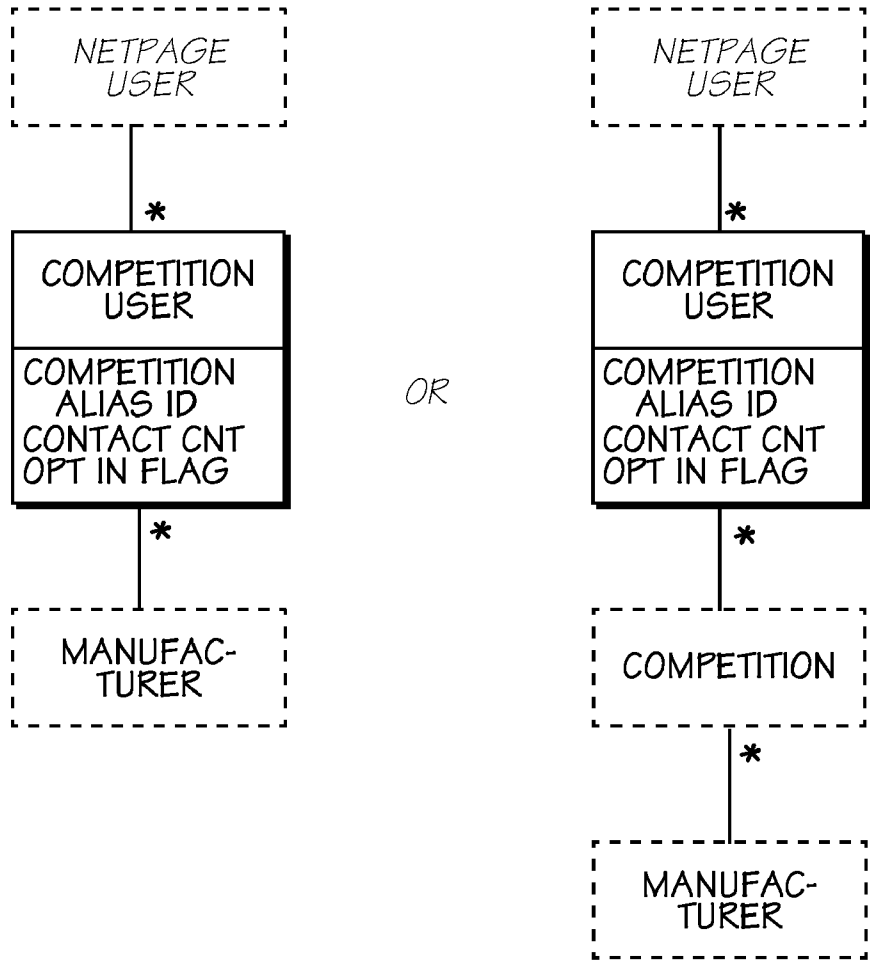 NETPAGE
USER
*
COMPETITION
USER
COMPETITION
ALIAS ID
CONTACT CNT
OPT IN FLAG
*
MANUFAC-
TURER
OR
NETPAGE
USER
*
COMPETITION
USER
COMPETITION
ALIAS ID
CONTACT CNT
OPT IN FLAG
*
COMPETITION
*
MANUFAC-
TURER